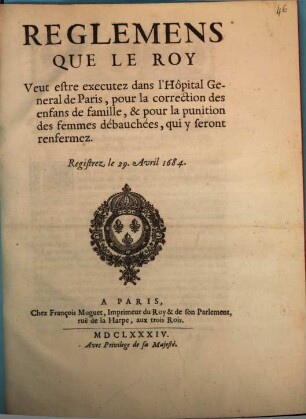 46
REGLEMENS
QUE LE ROY
Veut estre executez dans l'Hôpital Ge-
neral de Paris, pour la correction des
enfans de famille, & pour la punition
des femmes débauchées, qui y seront
renfermez.
Registrez le 29. Avril 1684.
A PARIS,
Chez François Muguet, Imprimeur du Roy & de son Parlement,
ruë de la Harpe, aux trois Rois.
MDCLXXXIV.
Avec Privilege de sa Majesté.